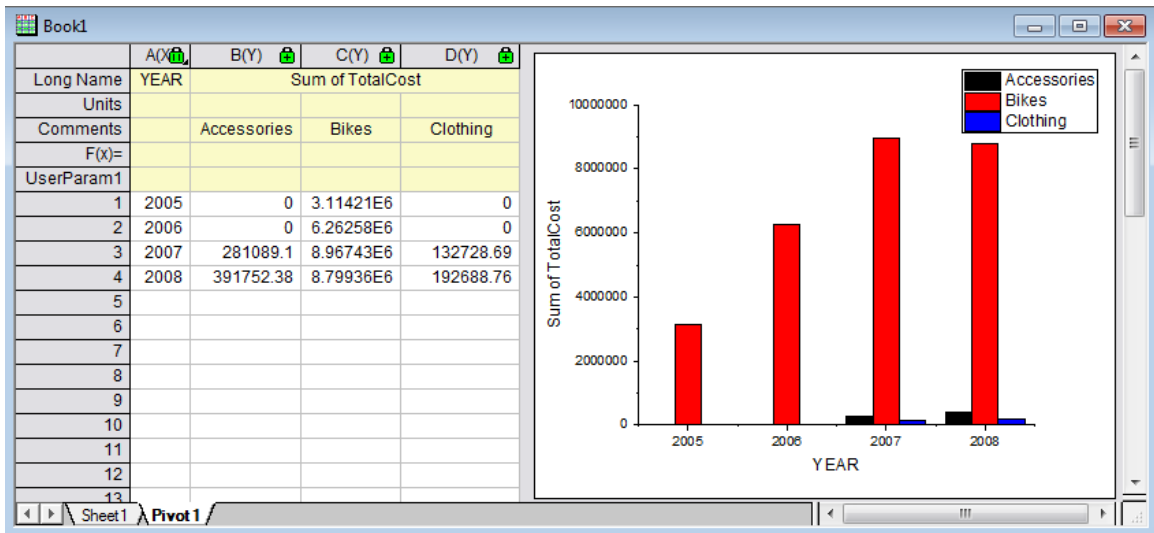 Book1
A(X) B(Y) C(Y) D(Y)
Long Name YEAR Sum of TotalCost
Units
Comments Accessories Bikes Clothing
F(x)=
UserParam1
1 2005 0 3.11421E6 0
2 2006 0 6.26258E6 0
3 2007 281089.1 8.96743E6 132728.69
4 2008 391752.38 8.79936E6 192688.76
5
6
7
8
9
10
11
12
13
Sheet1 Pivot1
Accessories
Bikes
Clothing
10000000
8000000
6000000
4000000
2000000
0
Sum of TotalCost
2005 2006 2007 2008
YEAR